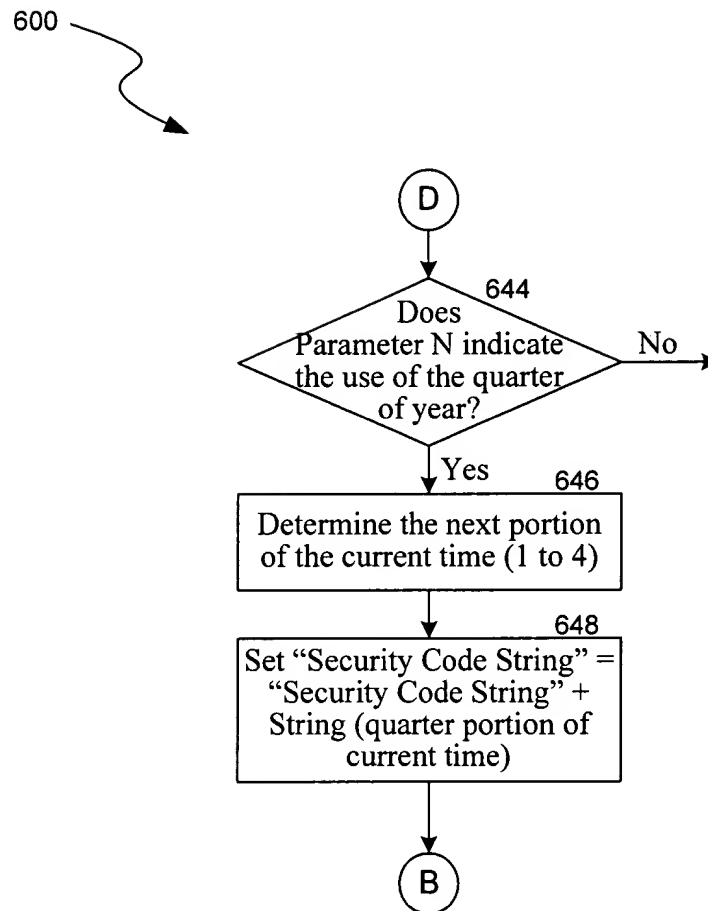 600
D
644
Does
Parameter N indicate
the use of the quarter
of year?
No
Yes
646
Determine the next portion
of the current time (1 to 4)
648
Set “Security Code String” =
“Security Code String” +
String (quarter portion of
current time)
B